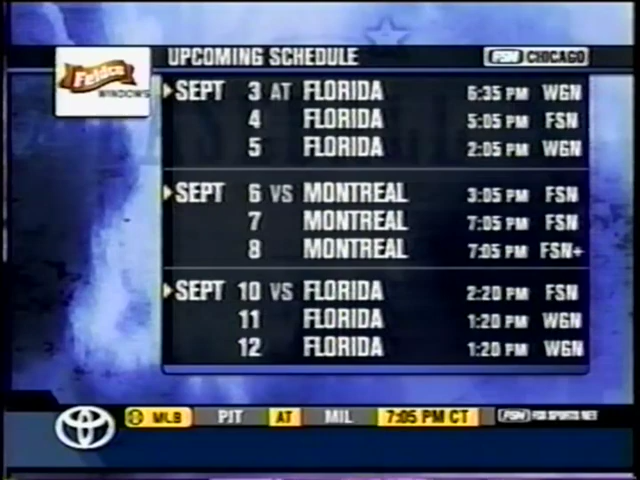 UPCOMING SCHEDULE FSN CHICAGO
Feldco
WINDOWS
SEPT 3 AT FLORIDA 6:35 PM WGN
4 FLORIDA 5:05 PM FSN
5 FLORIDA 2:05 PM WGN
SEPT 6 VS MONTREAL 3:05 PM FSN
7 MONTREAL 7:05 PM FSN
8 MONTREAL 7:05 PM FSN+
SEPT 10 VS FLORIDA 2:20 PM FSN
11 FLORIDA 1:20 PM WGN
12 FLORIDA 1:20 PM WGN
MLB PIT AT MIL 7:05 PM CT FSN FOX SPORTS NET